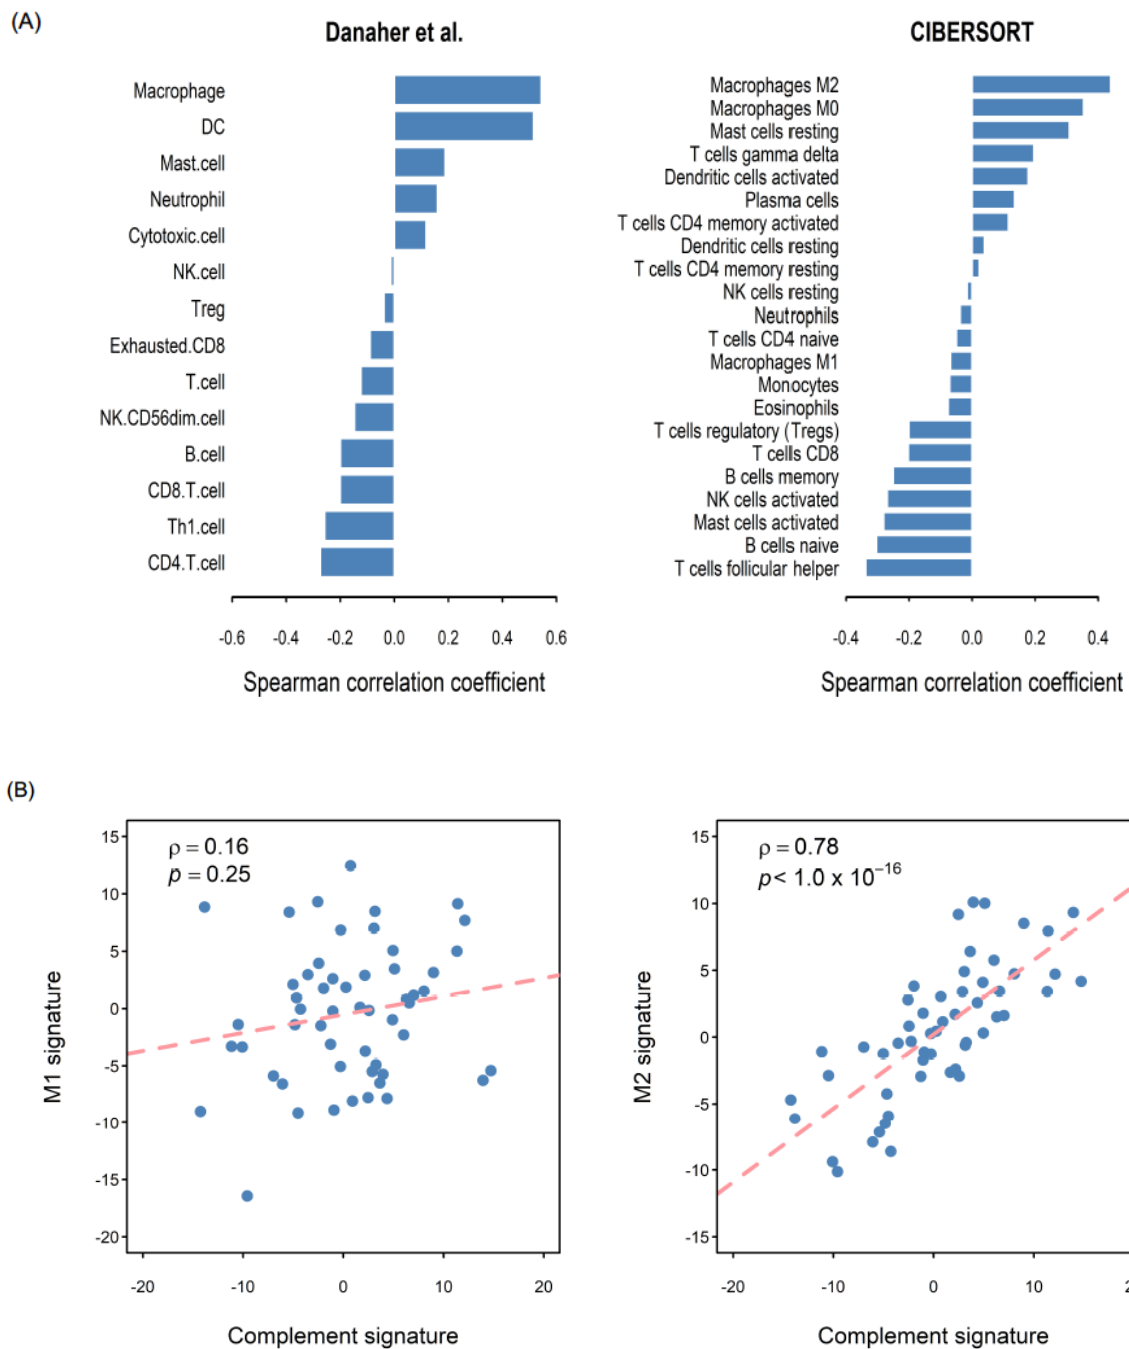 (A)
Danaher et al.
Macrophage
DC
Mast.cell
Neutrophil
Cytotoxic.cell
NK.cell
Treg
Exhausted.CD8
T.cell
NK.CD56dim.cell
B.cell
CD8.T.cell
Th1.cell
CD4.T.cell
-0.6 -0.4 -0.2 0.0 0.2 0.4 0.6
Spearman correlation coefficient
CIBERSORT
Macrophages M2
Macrophages M0
Mast cells resting
T cells gamma delta
Dendritic cells activated
Plasma cells
T cells CD4 memory activated
Dendritic cells resting
T cells CD4 memory resting
NK cells resting
Neutrophils
T cells CD4 naive
Macrophages M1
Monocytes
Eosinophils
T cells regulatory (Tregs)
T cells CD8
B cells memory
NK cells activated
Mast cells activated
B cells naive
T cells follicular helper
-0.4 -0.2 0.0 0.2 0.4
Spearman correlation coefficient
(B)
ρ = 0.16
p = 0.25
M1 signature
15
10
5
0
-5
-10
-15
-20
-20 -10 0 10 20
Complement signature
ρ = 0.78
p < 1.0 x 10⁻¹⁶
M2 signature
15
10
5
0
-5
-10
-15
-20 -10 0 10
Complement signature